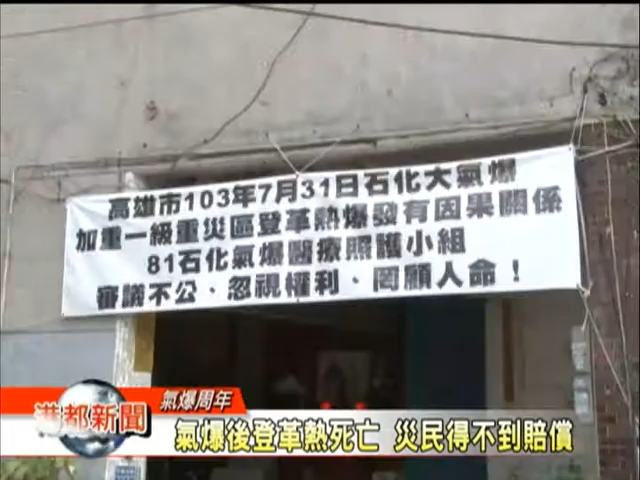 高雄市103年7月31日石化大氣爆
加重一級重災區登革熱爆發有因果關係
81石化氣爆醫療照護小組
審議不公、忽視權利、罔顧人命！
氣爆周年
港都新聞
氣爆後登革熱死亡 災民得不到賠償